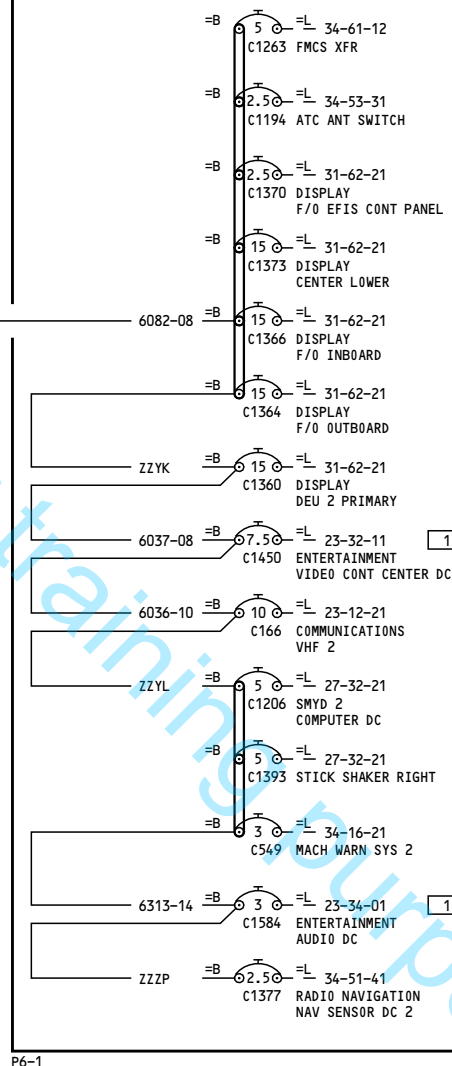 =B 5 =L 34-61-12
C1263 FMCS XFR
=B 2.5 =L 34-53-31
C1194 ATC ANT SWITCH
=B 2.5 =L 31-62-21
C1370 DISPLAY
F/O EFIS CONT PANEL
=B 15 =L 31-62-21
C1373 DISPLAY
CENTER LOWER
6082-08 =B 15 =L 31-62-21
C1366 DISPLAY
F/O INBOARD
=B 15 =L 31-62-21
C1364 DISPLAY
F/O OUTBOARD
ZZYK =B 15 =L 31-62-21
C1360 DISPLAY
DEU 2 PRIMARY
6037-08 =B 7.5 =L 23-32-11 1
C1450 ENTERTAINMENT
VIDEO CONT CENTER DC
6036-10 =B 10 =L 23-12-21
C166 COMMUNICATIONS
VHF 2
ZZYL =B 5 =L 27-32-21
C1206 SMYD 2
COMPUTER DC
=B 5 =L 27-32-21
C1393 STICK SHAKER RIGHT
=B 3 =L 34-16-21
C549 MACH WARN SYS 2
6313-14 =B 3 =L 23-34-01 1
C1584 ENTERTAINMENT
AUDIO DC
ZZZP =B 2.5 =L 34-51-41
C1377 RADIO NAVIGATION
NAV SENSOR DC 2
P6-1
training purpo